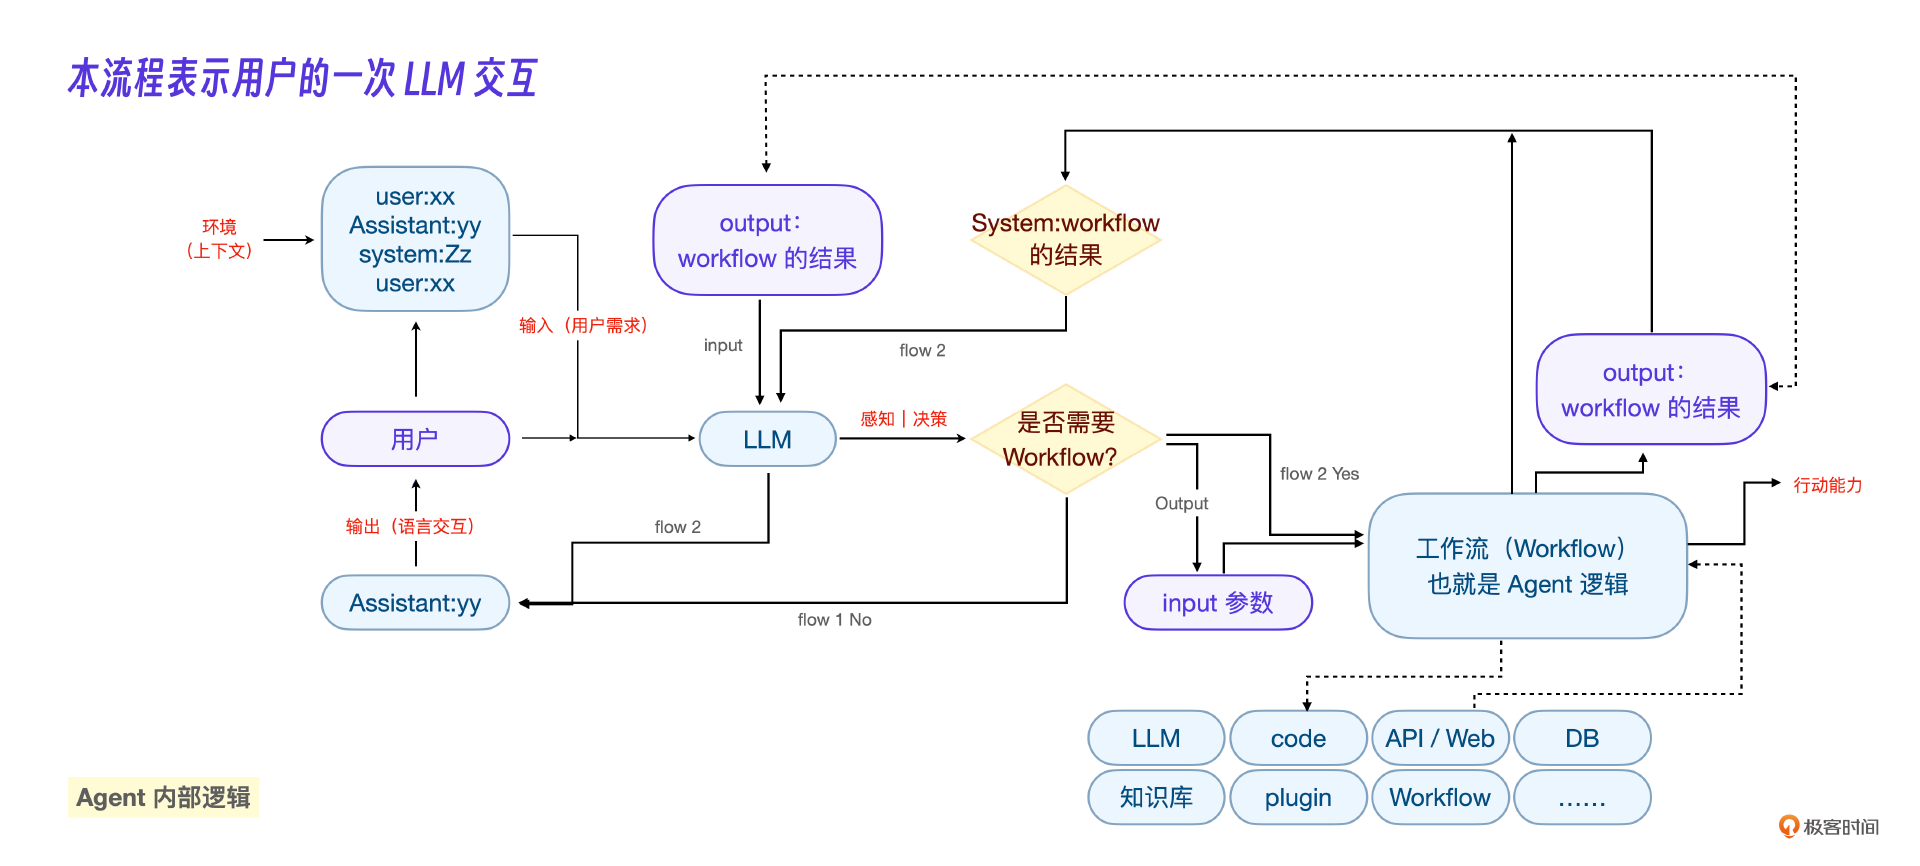 本流程表示用户的一次 LLM 交互
环境
（上下文）
user:xx
Assistant:yy
system:Zz
user:xx
输入（用户需求）
用户
输出（语言交互）
Assistant:yy
output：
workflow 的结果
input
System:workflow
的结果
flow 2
LLM
感知 | 决策
是否需要
Workflow?
flow 2 Yes
Output
flow 2
flow 1 No
input 参数
output：
workflow 的结果
行动能力
工作流（Workflow）
也就是 Agent 逻辑
LLM
code
API / Web
DB
知识库
plugin
Workflow
......
Agent 内部逻辑
极客时间